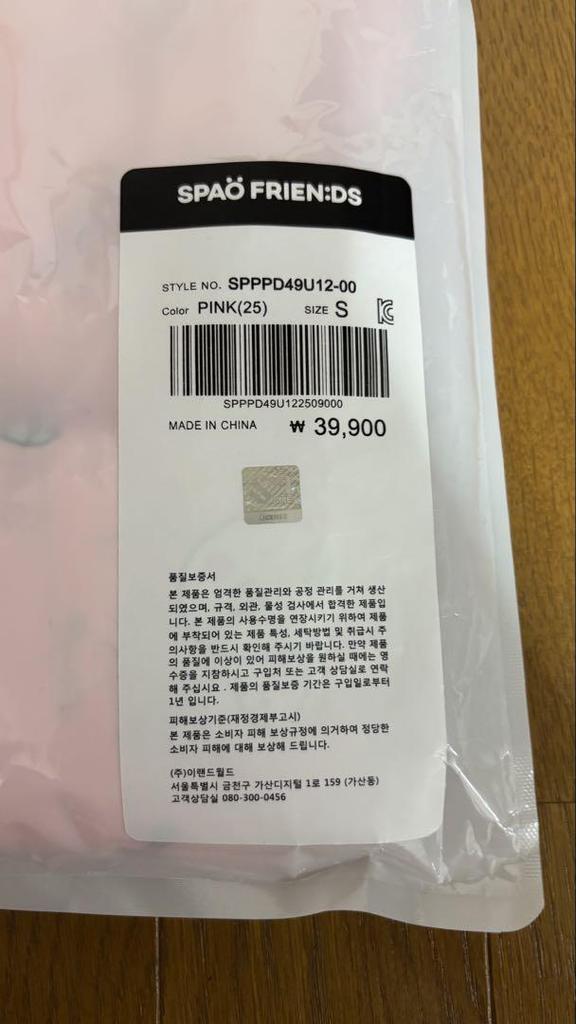 SPAÖ FRIEN:DS
STYLE NO. SPPPD49U12-00
Color PINK(25) SIZE S
SPPPD49U122509000
MADE IN CHINA ₩ 39,900
품질보증서
본 제품은 엄격한 품질관리와 공정 관리를 거쳐 생산
되였으며, 규격, 외관, 물성 검사에서 합격한 제품입
니다. 본 제품의 사용수명을 연장시키기 위하여 제품
에 부착되어 있는 제품 특성, 세탁방법 및 취급시 주
의사항을 반드시 확인해 주시기 바랍니다. 만약 제품
의 품질에 이상이 있어 피해보상을 원하실 때에는 영
수증을 지참하시고 구입처 또는 고객 상담실로 연락
해 주십시요 . 제품의 품질보증 기간은 구입일로부터
1년 입니다.
피해보상기준(재정경제부고시)
본 제품은 소비자 피해 보상규정에 의거하여 정당한
소비자 피해에 대해 보상해 드립니다.
(주)이랜드월드
서울특별시 금천구 가산디지털 1로 159 (가산동)
고객상담실 080-300-0456